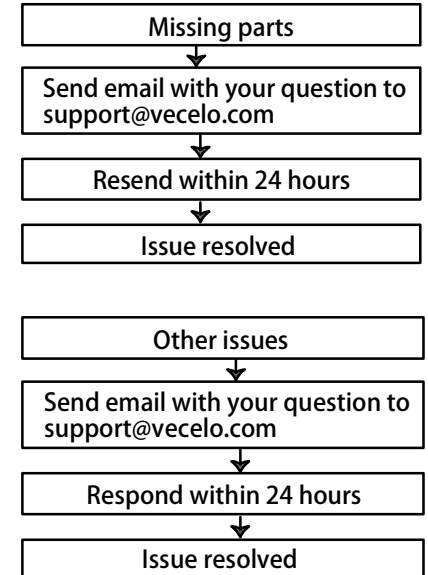 Missing parts
Send email with your question to
support@vecelo.com
Resend within 24 hours
Issue resolved
Other issues
Send email with your question to
support@vecelo.com
Respond within 24 hours
Issue resolved